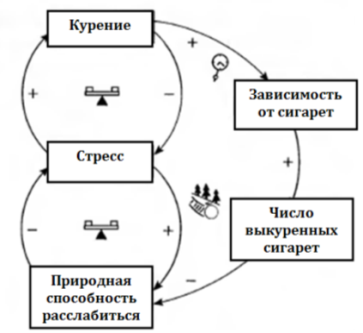 Курение
+
Зависимость
от сигарет
+
−
Стресс
+
Число
выкуренных
сигарет
−
+
−
Природная
способность
расслабиться